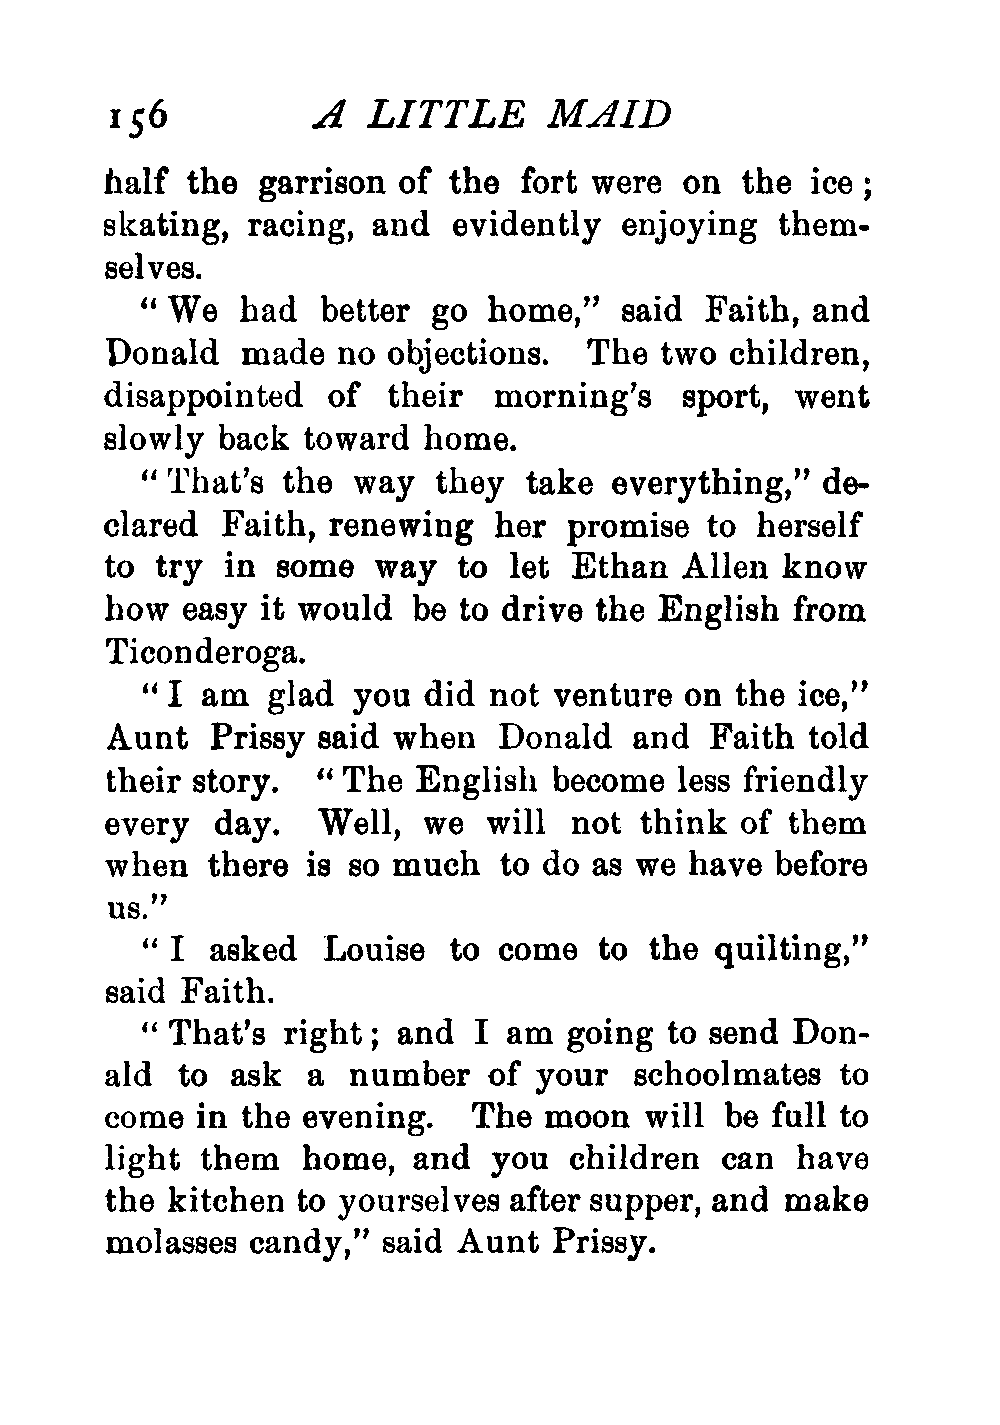 156 A LITTLE MAID
half the garrison of the fort were on the ice ;
skating, racing, and evidently enjoying them-
selves.
“ We had better go home,” said Faith, and
Donald made no objections. The two children,
disappointed of their morning's sport, went
slowly back toward home.
“ That's the way they take everything,” de-
clared Faith, renewing her promise to herself
to try in some way to let Ethan Allen know
how easy it would be to drive the English from
Ticonderoga.
“ I am glad you did not venture on the ice,”
Aunt Prissy said when Donald and Faith told
their story. “ The English become less friendly
every day. Well, we will not think of them
when there is so much to do as we have before
us.”
“ I asked Louise to come to the quilting,”
said Faith.
“ That's right ; and I am going to send Don-
ald to ask a number of your schoolmates to
come in the evening. The moon will be full to
light them home, and you children can have
the kitchen to yourselves after supper, and make
molasses candy,” said Aunt Prissy.